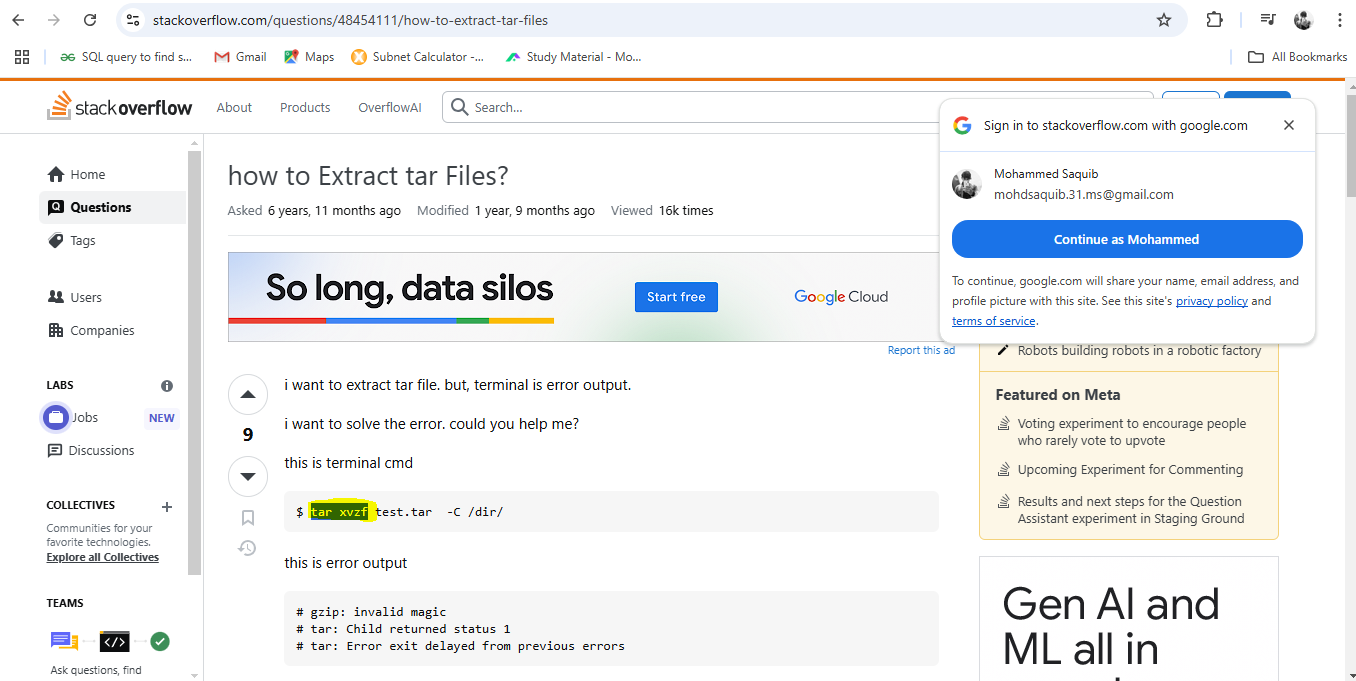 stackoverflow.com/questions/48454111/how-to-extract-tar-files
SQL query to find s...
Gmail
Maps
Subnet Calculator -...
Study Material - Mo...
All Bookmarks
stackoverflow
About
Products
OverflowAI
Search...
Sign in to stackoverflow.com with google.com
Mohammed Saquib
mohdsaquib.31.ms@gmail.com
Continue as Mohammed
To continue, google.com will share your name, email address, and
profile picture with this site. See this site's privacy policy and
terms of service.
Home
Questions
Tags
Users
Companies
LABS
Jobs
NEW
Discussions
COLLECTIVES
Communities for your
favorite technologies.
Explore all Collectives
TEAMS
Ask questions, find
how to Extract tar Files?
Asked 6 years, 11 months ago Modified 1 year, 9 months ago Viewed 16k times
So long, data silos
Start free
Google Cloud
Report this ad
9
i want to extract tar file. but, terminal is error output.
i want to solve the error. could you help me?
this is terminal cmd
$ tar xvzf test.tar  -C /dir/
this is error output
# gzip: invalid magic
# tar: Child returned status 1
# tar: Error exit delayed from previous errors
Robots building robots in a robotic factory
Featured on Meta
Voting experiment to encourage people
who rarely vote to upvote
Upcoming Experiment for Commenting
Results and next steps for the Question
Assistant experiment in Staging Ground
Gen AI and
ML all in